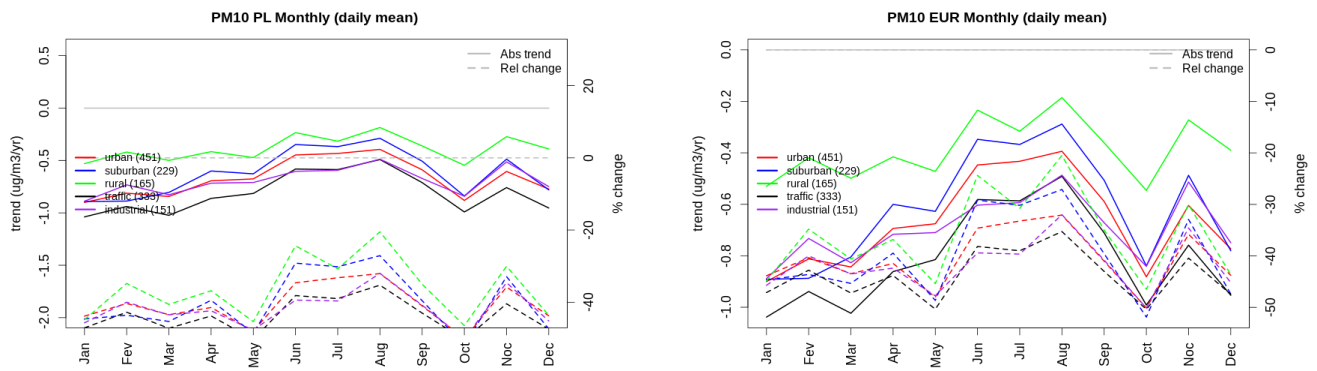 PM10 PL Monthly (daily mean)
trend (ug/m3/yr)
0.5
0.0
-0.5
-1.0
-1.5
-2.0
Abs trend
Rel change
urban (451)
suburban (229)
rural (165)
traffic (333)
industrial (151)
20
0
-20
-40
% change
Jan
Fev
Mar
Apr
May
Jun
Jul
Aug
Sep
Oct
Noc
Dec
PM10 EUR Monthly (daily mean)
trend (ug/m3/yr)
0.0
-0.2
-0.4
-0.6
-0.8
-1.0
Abs trend
Rel change
urban (451)
suburban (229)
rural (165)
traffic (333)
industrial (151)
0
-10
-20
-30
-40
-50
% change
Jan
Fev
Mar
Apr
May
Jun
Jul
Aug
Sep
Oct
Noc
Dec